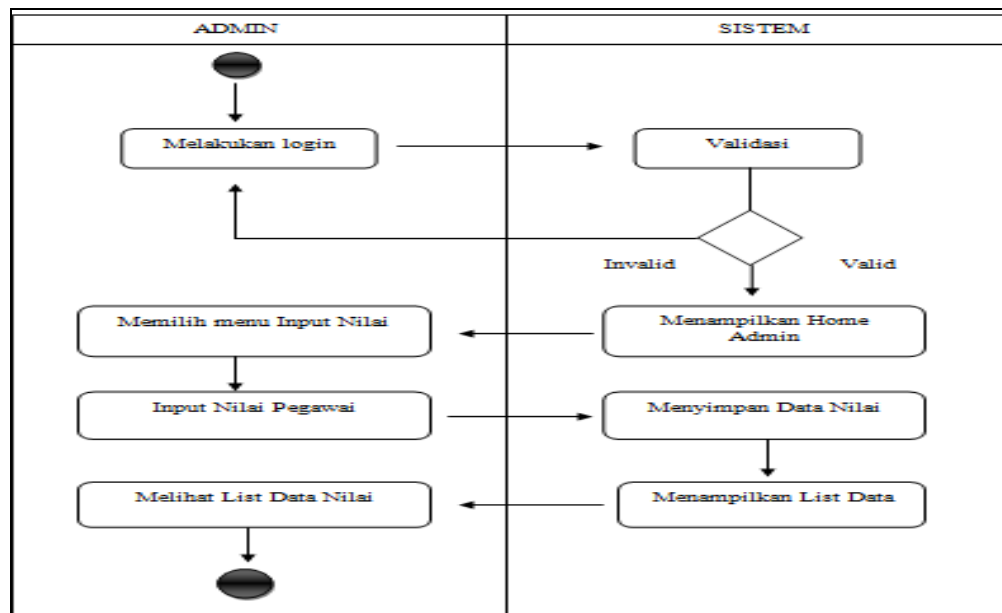 ADMIN
SISTEM
Melakukan login
Validasi
Invalid
Valid
Memilih menu Input Nilai
Menampilkan Home
Admin
Input Nilai Pegawai
Menyimpan Data Nilai
Melihat List Data Nilai
Menampilkan List Data